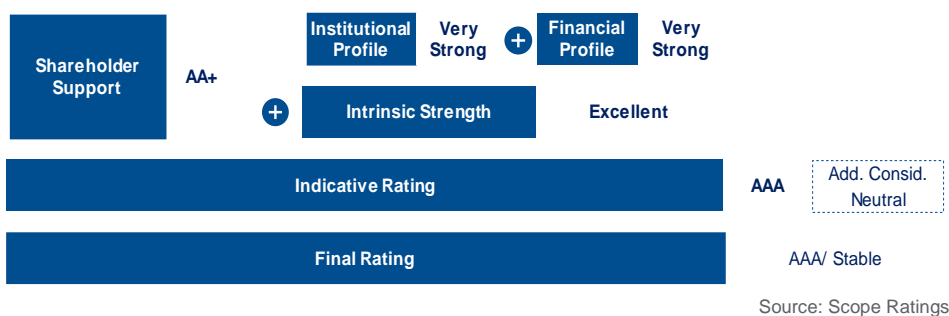 Shareholder
Support
AA+
Institutional
Profile
Very
Strong
+
Financial
Profile
Very
Strong
+
Intrinsic Strength
Excellent
Indicative Rating
AAA
Add. Consid.
Neutral
Final Rating
AAA/ Stable
Source: Scope Ratings